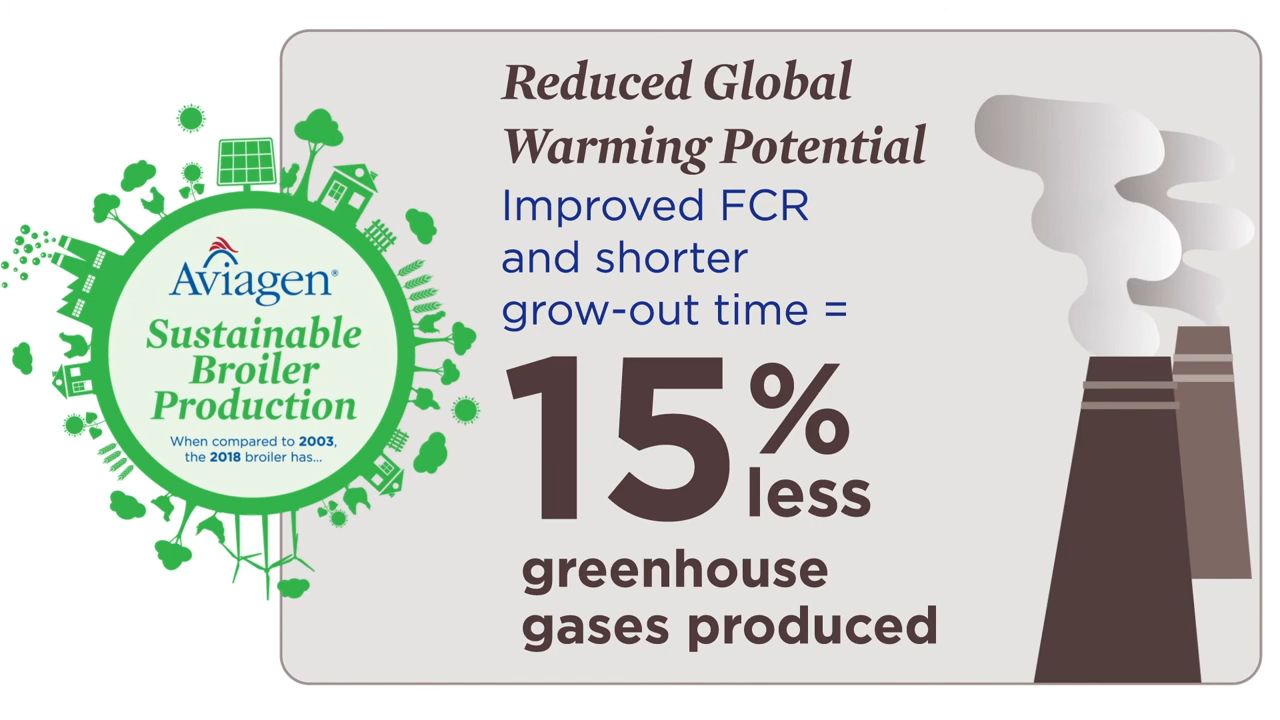 Aviagen®
Sustainable
Broiler
Production
When compared to 2003,
the 2018 broiler has...
Reduced Global
Warming Potential
Improved FCR
and shorter
grow-out time =
15%
less
greenhouse
gases produced